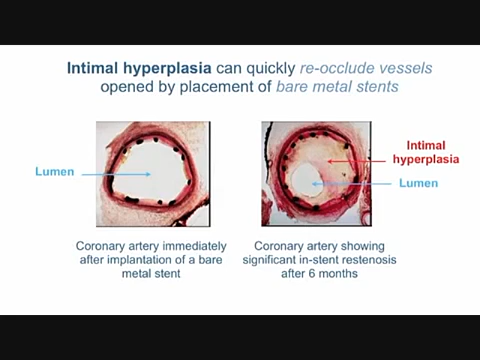 Intimal hyperplasia can quickly re-occlude vessels
opened by placement of bare metal stents
Lumen
Intimal
hyperplasia
Lumen
Coronary artery immediately
after implantation of a bare
metal stent
Coronary artery showing
significant in-stent restenosis
after 6 months